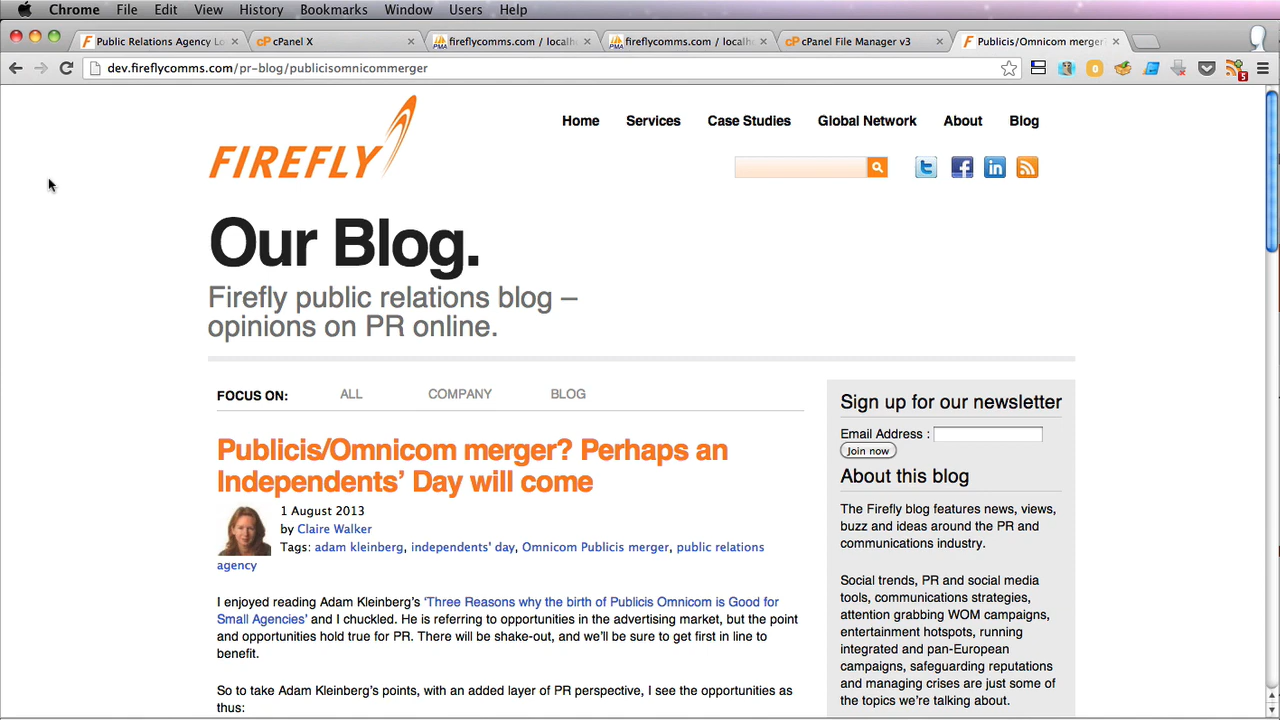 Chrome File Edit View History Bookmarks Window Users Help
Public Relations Agency Lo
cPanel X
fireflycomms.com / localh
fireflycomms.com / localh
cPanel File Manager v3
Publicis/Omnicom merger
dev.fireflycomms.com/pr-blog/publicisomnicommerger
0
5
FIREFLY
Home Services Case Studies Global Network About Blog
Our Blog.
Firefly public relations blog –
opinions on PR online.
FOCUS ON: ALL COMPANY BLOG
Publicis/Omnicom merger? Perhaps an
Independents’ Day will come
1 August 2013
by Claire Walker
Tags: adam kleinberg, independents' day, Omnicom Publicis merger, public relations
agency
I enjoyed reading Adam Kleinberg’s ‘Three Reasons why the birth of Publicis Omnicom is Good for
Small Agencies’ and I chuckled. He is referring to opportunities in the advertising market, but the point
and opportunities hold true for PR. There will be shake-out, and we’ll be sure to get first in line to
benefit.
So to take Adam Kleinberg’s points, with an added layer of PR perspective, I see the opportunities as
thus:
Sign up for our newsletter
Email Address :
Join now
About this blog
The Firefly blog features news, views,
buzz and ideas around the PR and
communications industry.
Social trends, PR and social media
tools, communications strategies,
attention grabbing WOM campaigns,
entertainment hotspots, running
integrated and pan-European
campaigns, safeguarding reputations
and managing crises are just some of
the topics we’re talking about.